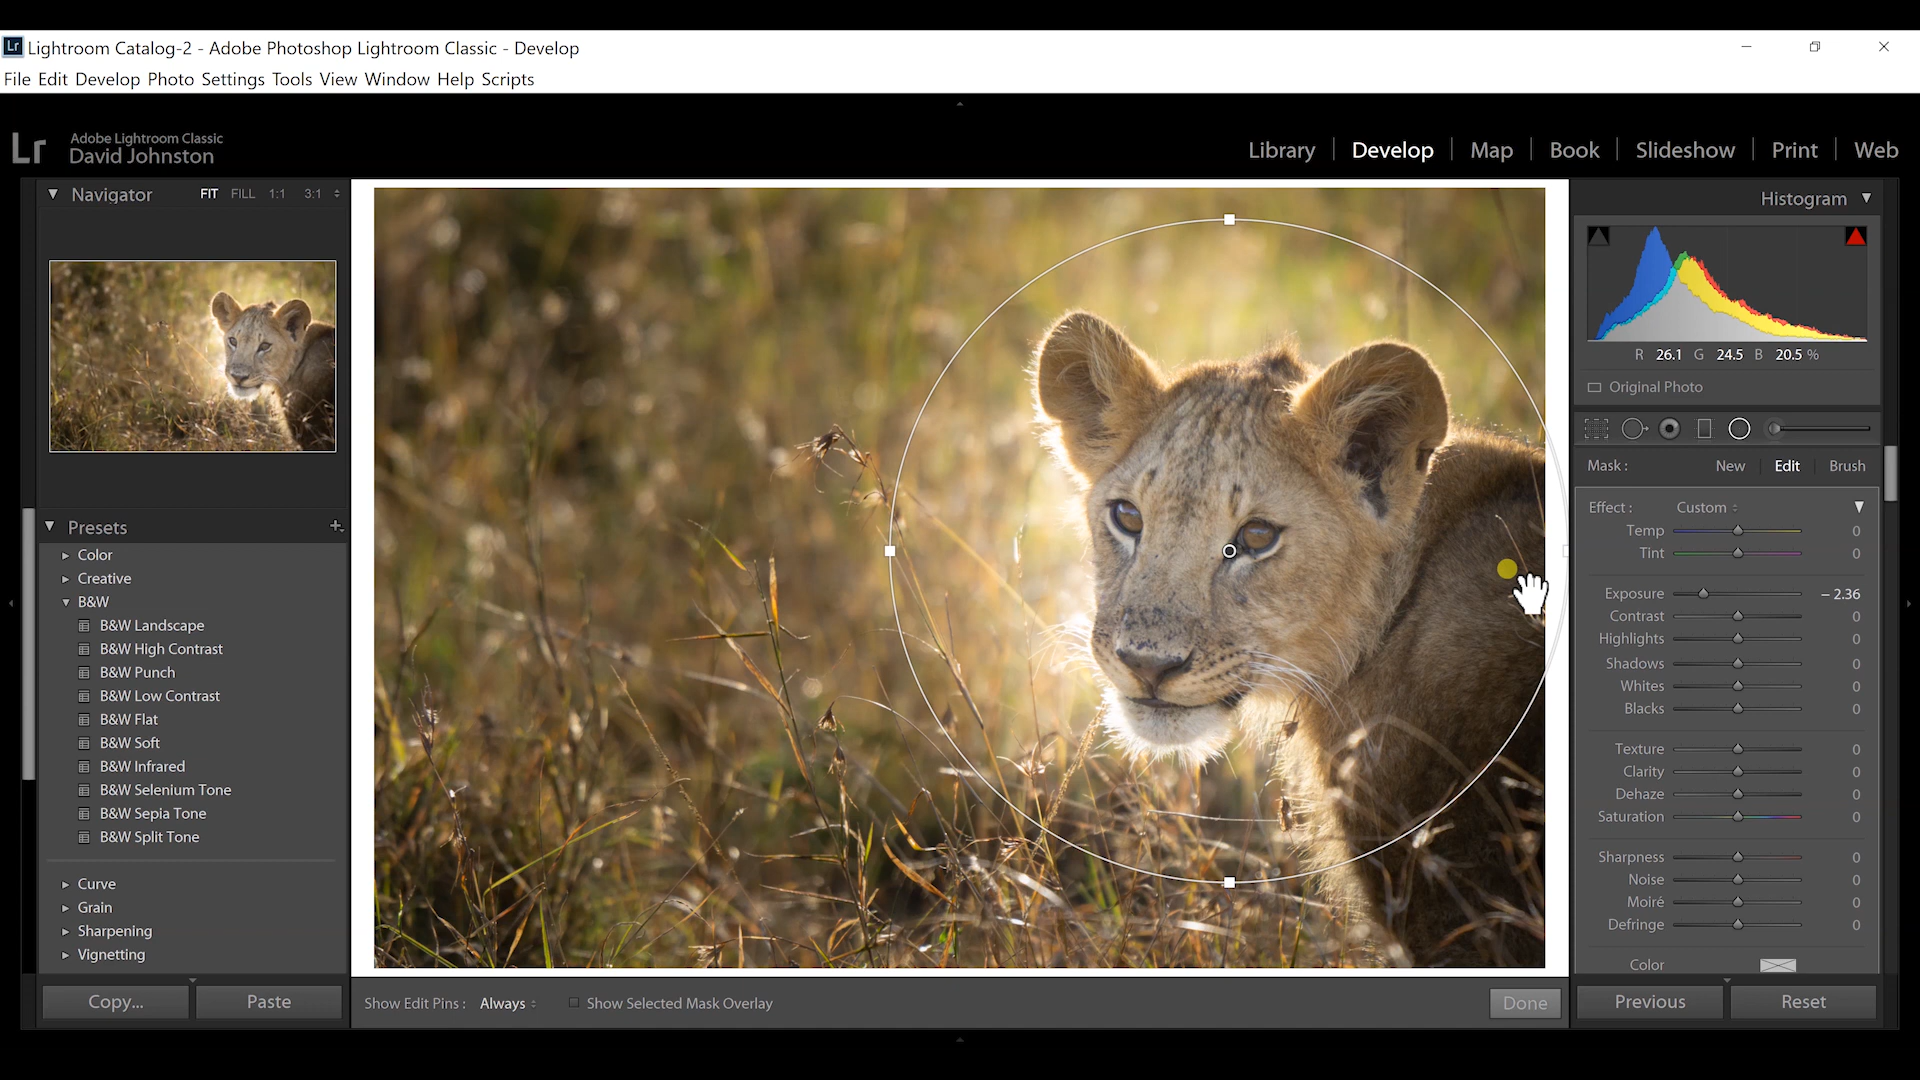 Lr Lightroom Catalog-2 - Adobe Photoshop Lightroom Classic - Develop
File Edit Develop Photo Settings Tools View Window Help Scripts
Lr Adobe Lightroom Classic
David Johnston
Library | Develop | Map | Book | Slideshow | Print | Web
Navigator FIT FILL 1:1 3:1
Presets +
Color
Creative
B&W
B&W Landscape
B&W High Contrast
B&W Punch
B&W Low Contrast
B&W Flat
B&W Soft
B&W Infrared
B&W Selenium Tone
B&W Sepia Tone
B&W Split Tone
Curve
Grain
Sharpening
Vignetting
Copy... Paste
Show Edit Pins : Always Show Selected Mask Overlay Done
Histogram
R 26.1 G 24.5 B 20.5 %
Original Photo
Mask : New Edit Brush
Effect : Custom
Temp 0
Tint 0
Exposure – 2.36
Contrast 0
Highlights 0
Shadows 0
Whites 0
Blacks 0
Texture 0
Clarity 0
Dehaze 0
Saturation 0
Sharpness 0
Noise 0
Moiré 0
Defringe 0
Color
Previous Reset